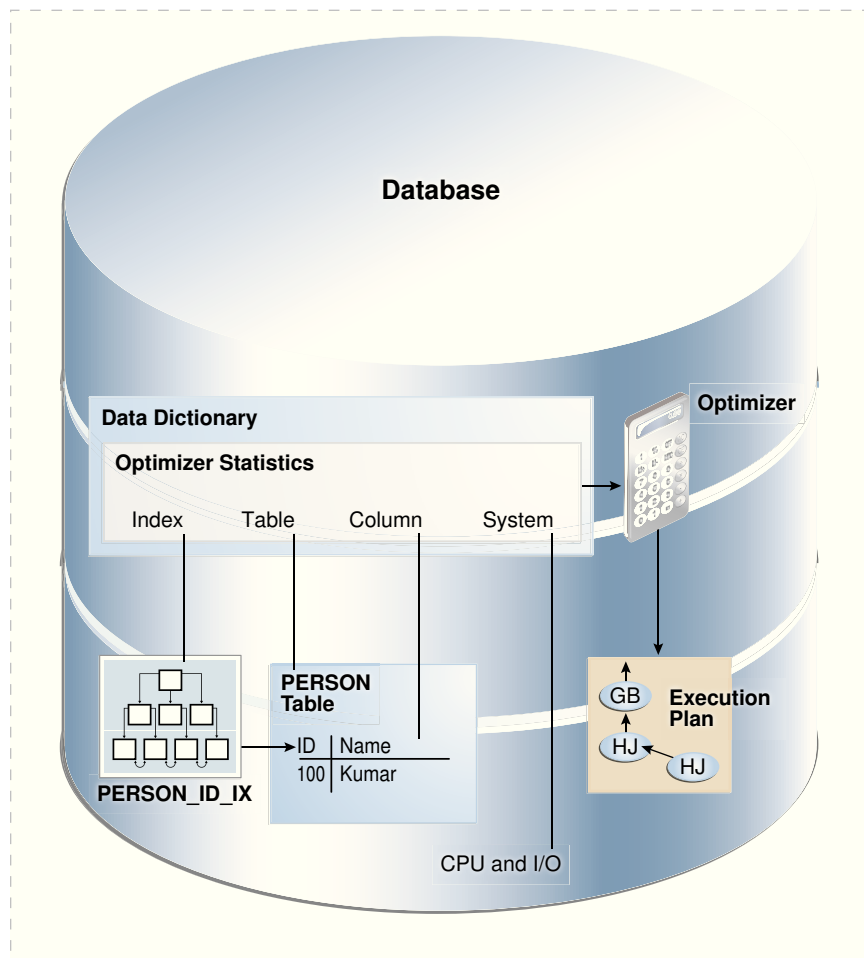 Database
Data Dictionary
Optimizer
Optimizer Statistics
Index Table Column System
PERSON
Table
ID Name
100 Kumar
PERSON_ID_IX
GB
HJ
HJ
Execution
Plan
CPU and I/O